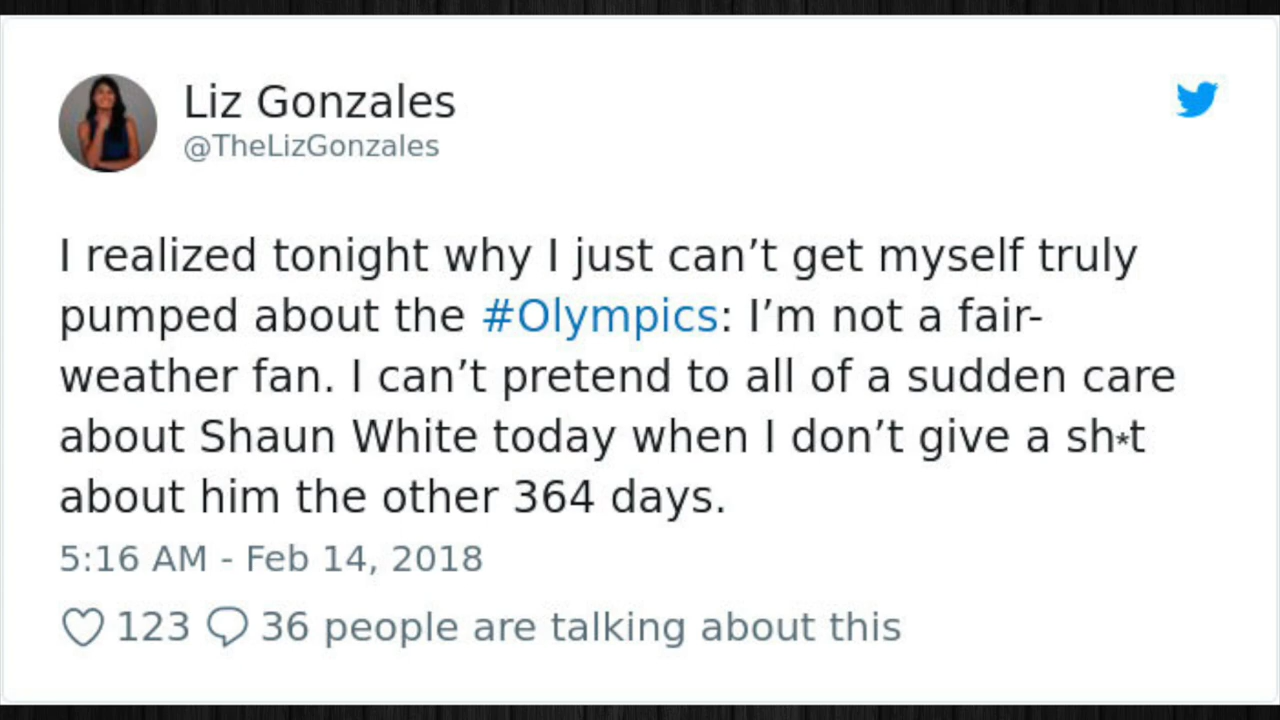 Liz Gonzales
@TheLizGonzales
I realized tonight why I just can’t get myself truly
pumped about the #Olympics: I’m not a fair-
weather fan. I can’t pretend to all of a sudden care
about Shaun White today when I don’t give a sh*t
about him the other 364 days.
5:16 AM - Feb 14, 2018
123 36 people are talking about this